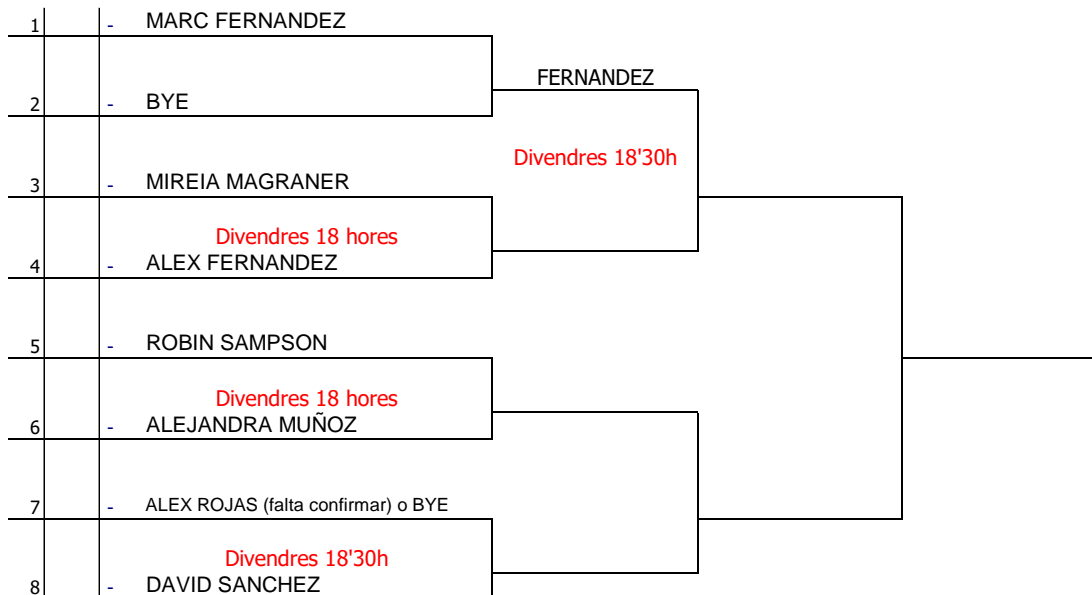 1 - MARC FERNANDEZ
FERNANDEZ
2 - BYE
Divendres 18'30h
3 - MIREIA MAGRANER
Divendres 18 hores
4 - ALEX FERNANDEZ
5 - ROBIN SAMPSON
Divendres 18 hores
6 - ALEJANDRA MUÑOZ
7 - ALEX ROJAS (falta confirmar) o BYE
Divendres 18'30h
8 - DAVID SANCHEZ